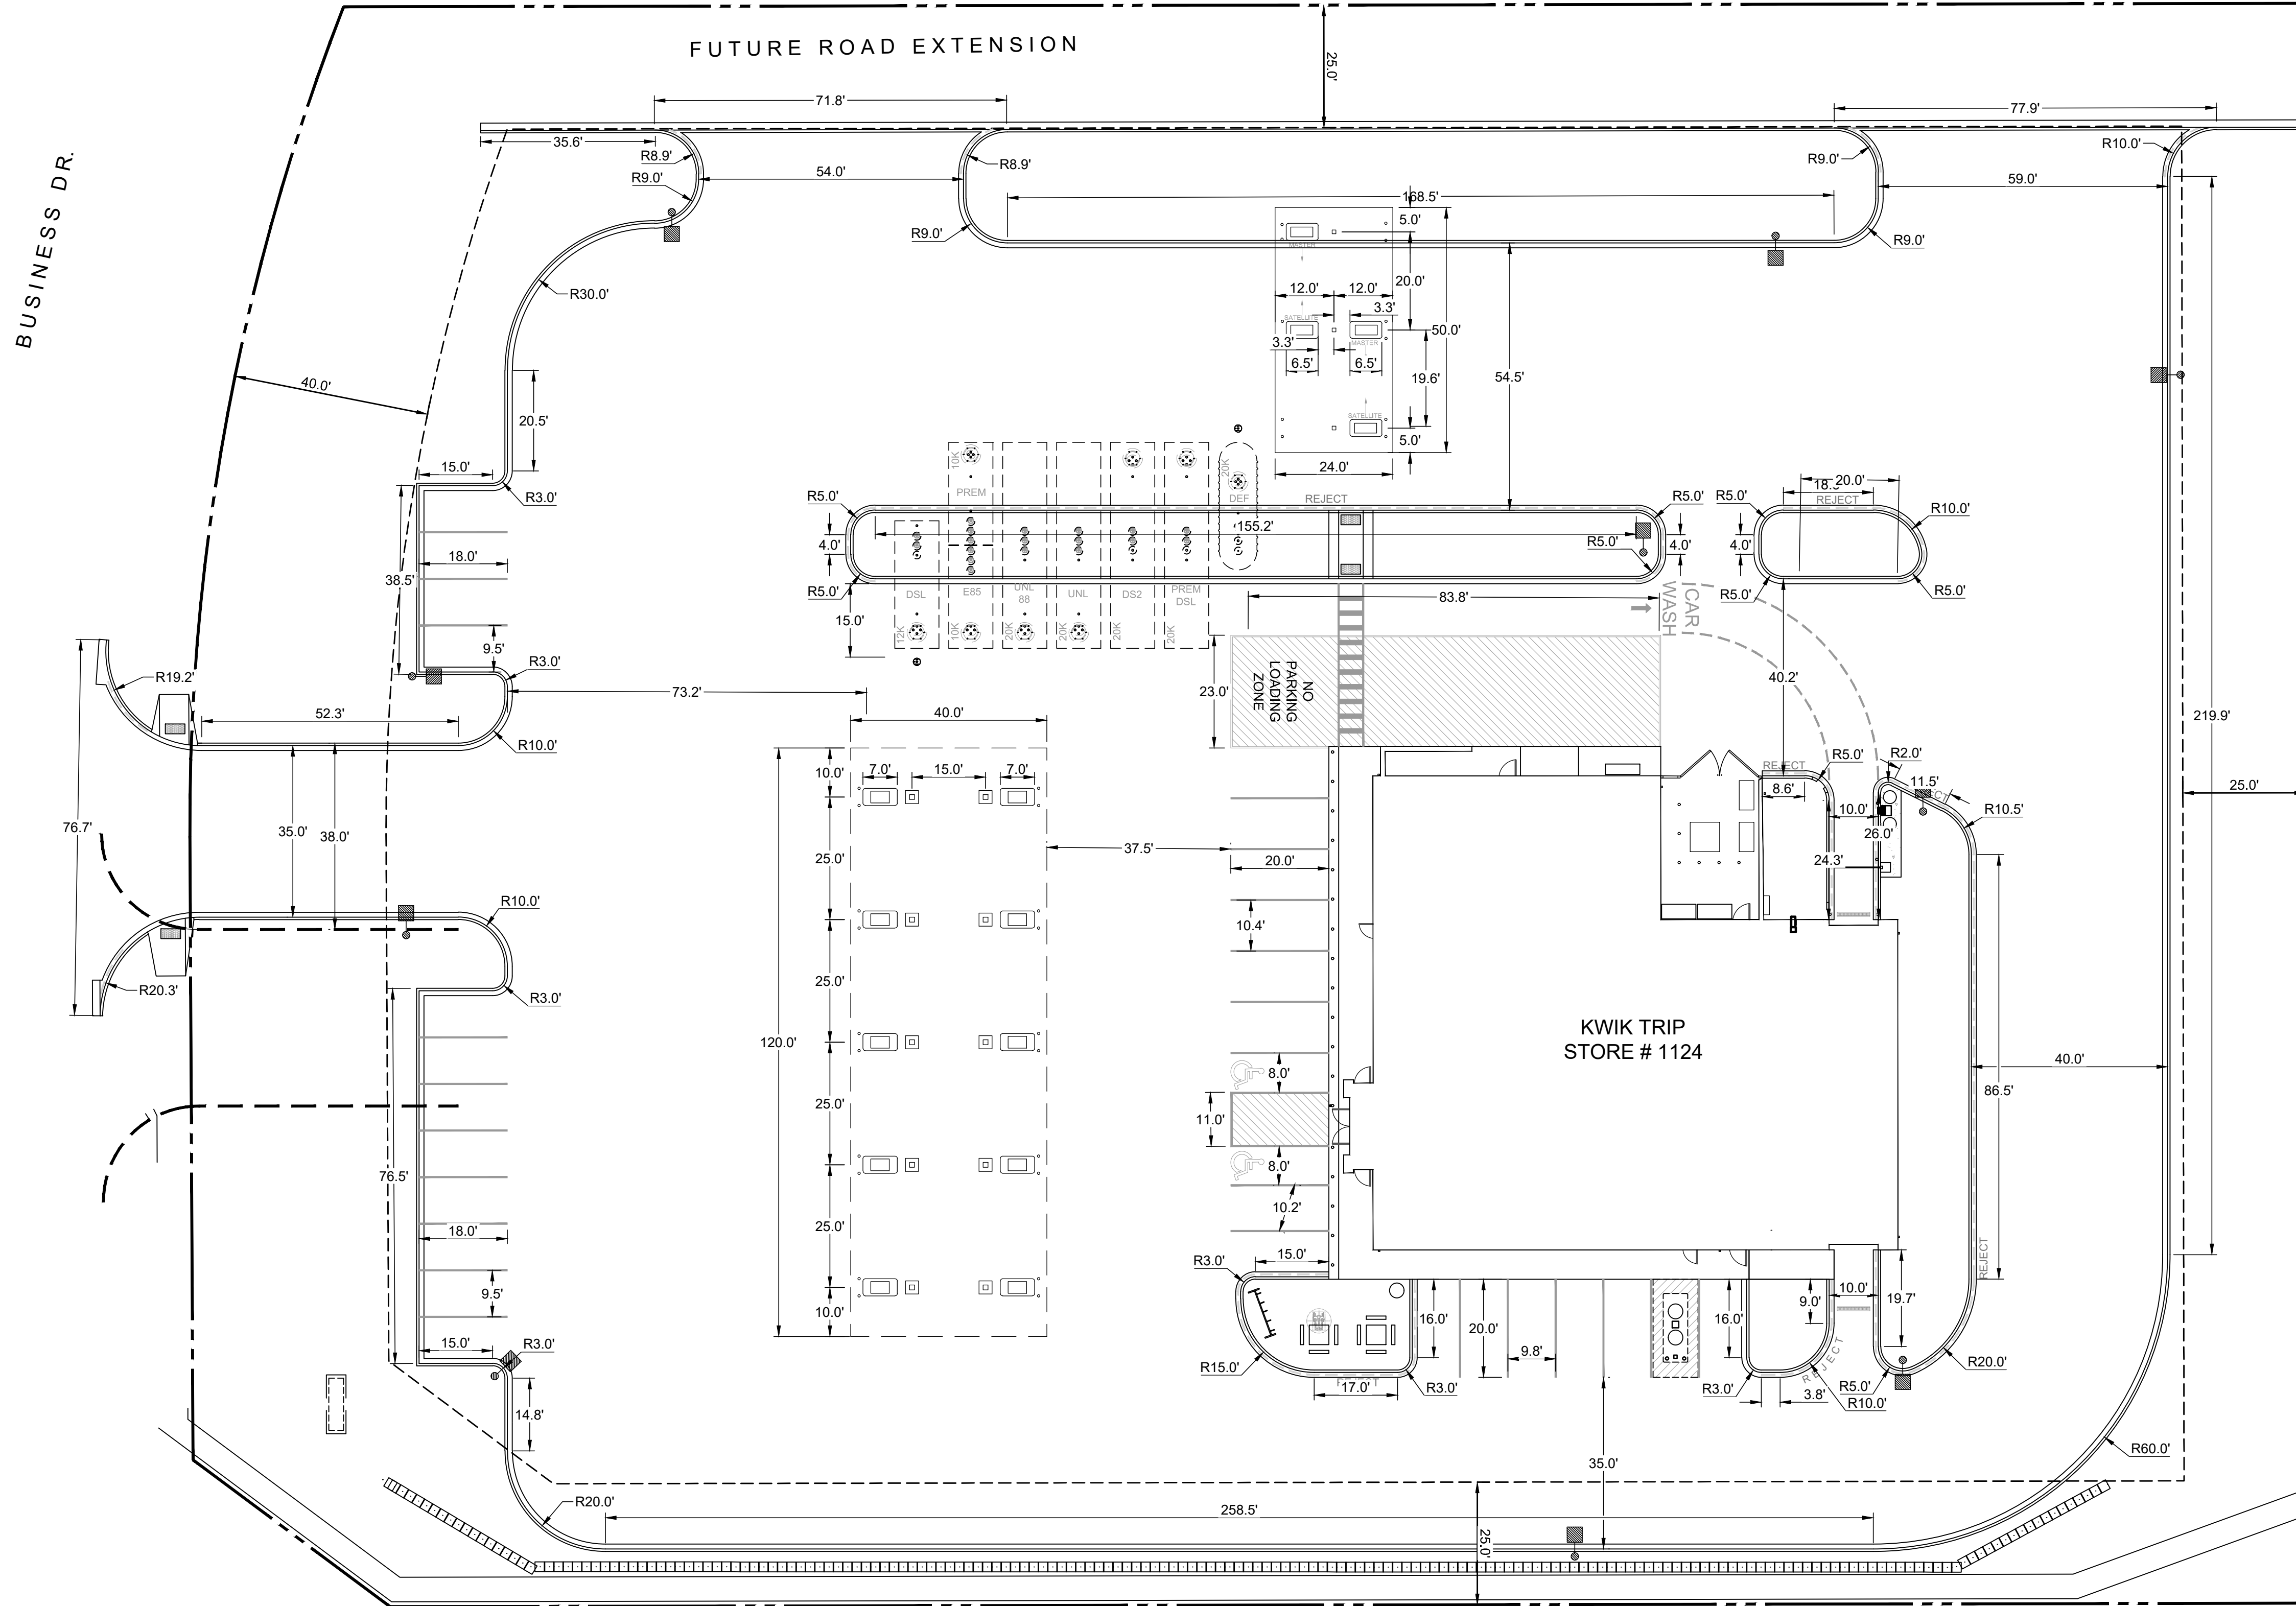 FUTURE ROAD EXTENSION
25.0'
71.8'
77.9'
35.6'
R8.9'
R9.0'
54.0'
R8.9'
R9.0'
R10.0'
59.0'
168.5'
5.0'
R9.0'
R9.0'
MASTER
BUSINESS DR.
R30.0'
20.0'
12.0'
12.0'
3.3'
SATELLITE
50.0'
3.3'
MASTER
6.5'
6.5'
19.6'
54.5'
40.0'
20.5'
SATELLITE
5.0'
24.0'
15.0'
R3.0'
10K
PREM
20K
DEF
REJECT
R5.0'
R5.0'
R5.0'
20.0'
REJECT
R10.0'
155.2'
4.0'
R5.0'
4.0'
4.0'
18.0'
38.5'
R5.0'
DSL
E85
UNL
88
UNL
DS2
PREM
DSL
83.8'
R5.0'
R5.0'
CAR
WASH
15.0'
12K
10K
20K
20K
20K
20K
9.5'
R3.0'
R19.2'
73.2'
23.0'
NO
PARKING
LOADING
ZONE
40.2'
52.3'
40.0'
219.9'
R10.0'
10.0'
7.0'
15.0'
7.0'
REJECT
R5.0'
R2.0'
8.6'
11.5'
25.0'
10.0'
R10.5'
76.7'
35.0'
38.0'
26.0'
25.0'
37.5'
20.0'
24.3'
R10.0'
10.4'
25.0'
R20.3'
R3.0'
KWIK TRIP
STORE # 1124
120.0'
8.0'
40.0'
86.5'
25.0'
11.0'
76.5'
8.0'
10.2'
25.0'
18.0'
15.0'
R3.0'
REJECT
9.5'
10.0'
16.0'
20.0'
16.0'
9.0'
10.0'
19.7'
15.0'
R3.0'
9.8'
R15.0'
REJECT
17.0'
R3.0'
R3.0'
3.8'
REJECT
R10.0'
R5.0'
R20.0'
14.8'
35.0'
R60.0'
R20.0'
258.5'
25.0'